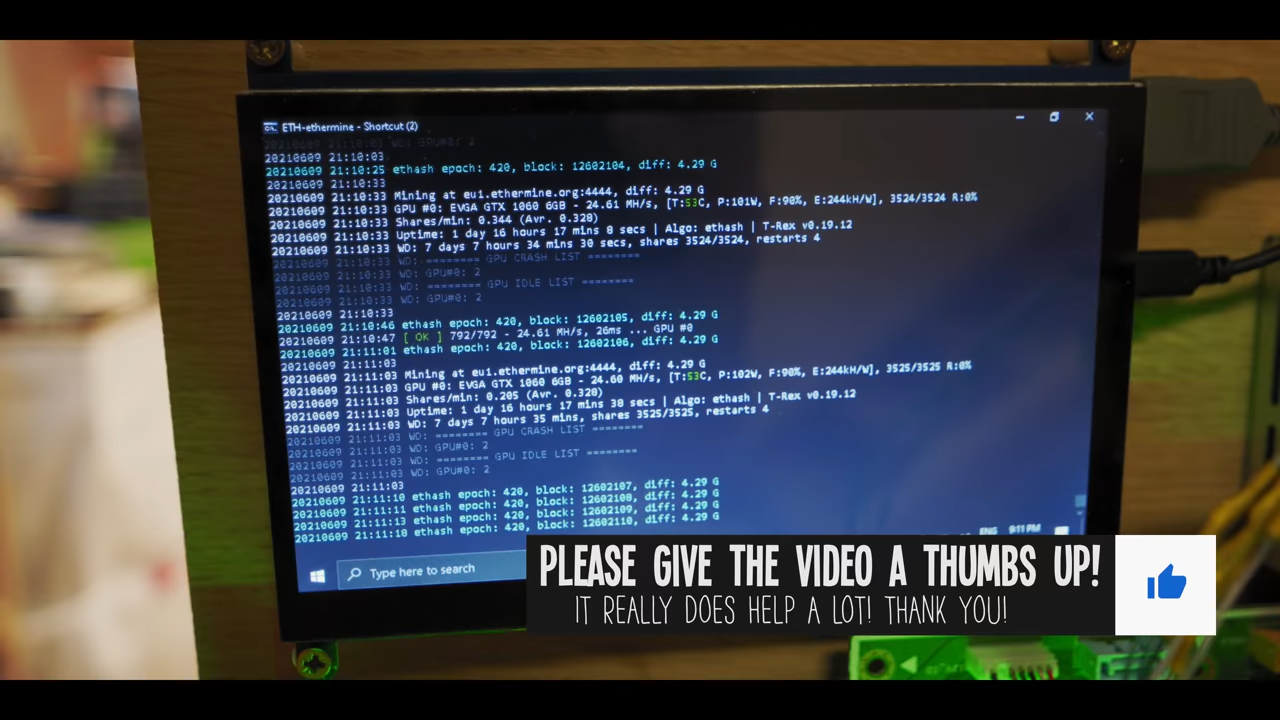 ETH-ethermine - Shortcut (2)
20210609 21:10:03
20210609 21:10:25 ethash epoch: 420, block: 12602104, diff: 4.29 G
20210609 21:10:33
20210609 21:10:33 Mining at eu1.ethermine.org:4444, diff: 4.29 G
20210609 21:10:33 GPU #0: EVGA GTX 1060 6GB - 24.61 MH/s, [T:53C, P:101W, F:90%, E:244kH/W], 3524/3524 R:0%
20210609 21:10:33 Shares/min: 0.344 (Avr. 0.328)
20210609 21:10:33 Uptime: 1 day 16 hours 17 mins 8 secs | Algo: ethash | T-Rex v0.19.12
20210609 21:10:33 WD: 7 days 7 hours 34 mins 30 secs, shares 3524/3524, restarts 4
20210609 21:10:33 WD: ======== GPU CRASH LIST ========
20210609 21:10:33 WD: GPU#0: 2
20210609 21:10:33 WD: ======== GPU IDLE LIST ========
20210609 21:10:33 WD: GPU#0: 2
20210609 21:10:33
20210609 21:10:46 ethash epoch: 420, block: 12602105, diff: 4.29 G
20210609 21:10:47 [ OK ] 792/792 - 24.61 MH/s, 26ms ... GPU #0
20210609 21:11:01 ethash epoch: 420, block: 12602106, diff: 4.29 G
20210609 21:11:03
20210609 21:11:03 Mining at eu1.ethermine.org:4444, diff: 4.29 G
20210609 21:11:03 GPU #0: EVGA GTX 1060 6GB - 24.60 MH/s, [T:53C, P:102W, F:90%, E:244kH/W], 3525/3525 R:0%
20210609 21:11:03 Shares/min: 0.205 (Avr. 0.328)
20210609 21:11:03 Uptime: 1 day 16 hours 17 mins 38 secs | Algo: ethash | T-Rex v0.19.12
20210609 21:11:03 WD: 7 days 7 hours 35 mins, shares 3525/3525, restarts 4
20210609 21:11:03 WD: ======== GPU CRASH LIST ========
20210609 21:11:03 WD: GPU#0: 2
20210609 21:11:03 WD: ======== GPU IDLE LIST ========
20210609 21:11:03 WD: GPU#0: 2
20210609 21:11:03
20210609 21:11:10 ethash epoch: 420, block: 12602107, diff: 4.29 G
20210609 21:11:11 ethash epoch: 420, block: 12602108, diff: 4.29 G
20210609 21:11:13 ethash epoch: 420, block: 12602109, diff: 4.29 G
20210609 21:11:18 ethash epoch: 420, block: 12602110, diff: 4.29 G
ENG 9:11 PM
Type here to search
PLEASE GIVE THE VIDEO A THUMBS UP!
IT REALLY DOES HELP A LOT! THANK YOU!